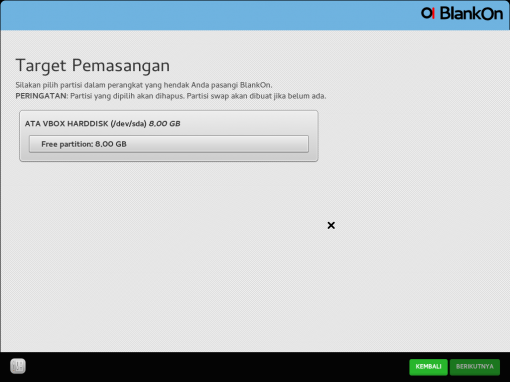 BlankOn
Target Pemasangan
Silakan pilih partisi dalam perangkat yang hendak Anda pasangi BlankOn.
PERINGATAN: Partisi yang dipilih akan dihapus. Partisi swap akan dibuat jika belum ada.
ATA VBOX HARDDISK (/dev/sda) 8.00 GB
Free partition: 8.00 GB
KEMBALI
BERIKUTNYA